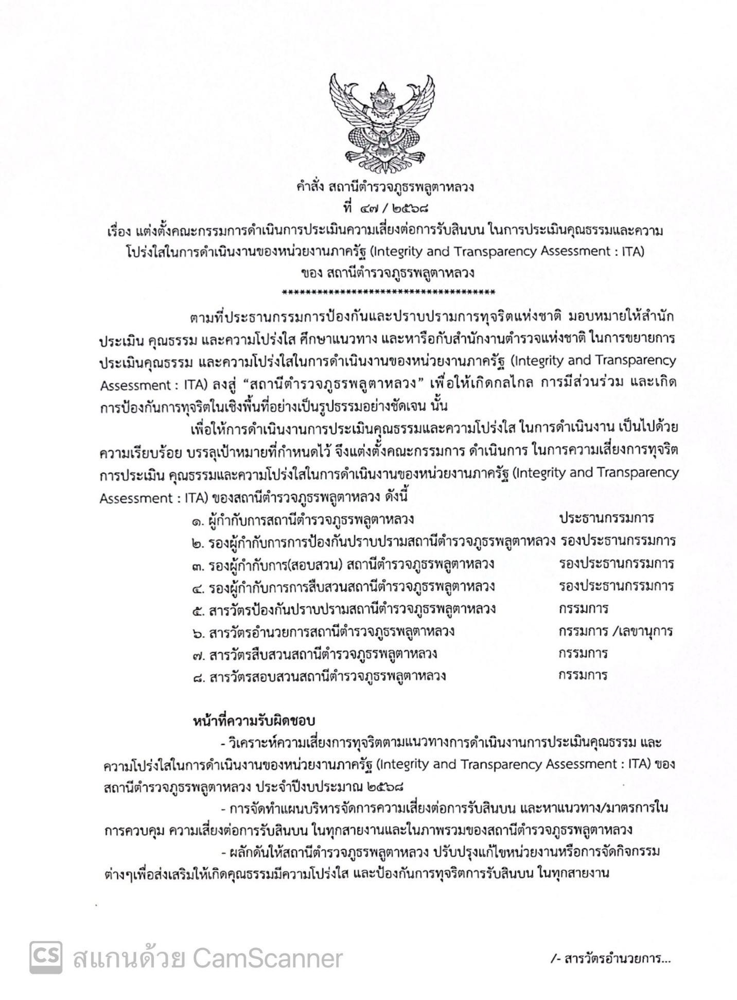 คำสั่ง สถานีตำรวจภูธรพลูตาหลวง
ที่ ๔๗ / ๒๕๖๘
เรื่อง แต่งตั้งคณะกรรมการดำเนินการประเมินความเสี่ยงต่อการรับสินบน ในการประเมินคุณธรรมและความ
โปร่งใสในการดำเนินงานของหน่วยงานภาครัฐ (Integrity and Transparency Assessment : ITA)
ของ สถานีตำรวจภูธรพลูตาหลวง
*************************************
ตามที่ประธานกรรมการป้องกันและปราบปรามการทุจริตแห่งชาติ มอบหมายให้สำนัก
ประเมิน คุณธรรม และความโปร่งใส ศึกษาแนวทาง และหารือกับสำนักงานตำรวจแห่งชาติ ในการขยายการ
ประเมินคุณธรรม และความโปร่งใสในการดำเนินงานของหน่วยงานภาครัฐ (Integrity and Transparency
Assessment : ITA) ลงสู่ “สถานีตำรวจภูธรพลูตาหลวง” เพื่อให้เกิดกลไกล การมีส่วนร่วม และเกิด
การป้องกันการทุจริตในเชิงพื้นที่อย่างเป็นรูปธรรมอย่างชัดเจน นั้น
เพื่อให้การดำเนินงานการประเมินคุณธรรมและความโปร่งใส ในการดำเนินงาน เป็นไปด้วย
ความเรียบร้อย บรรลุเป้าหมายที่กำหนดไว้ จึงแต่งตั้งคณะกรรมการ ดำเนินการ ในการความเสี่ยงการทุจริต
การประเมิน คุณธรรมและความโปร่งใสในการดำเนินงานของหน่วยงานภาครัฐ (Integrity and Transparency
Assessment : ITA) ของสถานีตำรวจภูธรพลูตาหลวง ดังนี้
๑. ผู้กำกับการสถานีตำรวจภูธรพลูตาหลวง ประธานกรรมการ
๒. รองผู้กำกับการการป้องกันปราบปรามสถานีตำรวจภูธรพลูตาหลวง รองประธานกรรมการ
๓. รองผู้กำกับการ(สอบสวน) สถานีตำรวจภูธรพลูตาหลวง รองประธานกรรมการ
๔. รองผู้กำกับการการสืบสวนสถานีตำรวจภูธรพลูตาหลวง รองประธานกรรมการ
๕. สารวัตรป้องกันปราบปรามสถานีตำรวจภูธรพลูตาหลวง กรรมการ
๖. สารวัตรอำนวยการสถานีตำรวจภูธรพลูตาหลวง กรรมการ /เลขานุการ
๗. สารวัตรสืบสวนสถานีตำรวจภูธรพลูตาหลวง กรรมการ
๘. สารวัตรสอบสวนสถานีตำรวจภูธรพลูตาหลวง กรรมการ
หน้าที่ความรับผิดชอบ
- วิเคราะห์ความเสี่ยงการทุจริตตามแนวทางการดำเนินงานการประเมินคุณธรรม และ
ความโปร่งใสในการดำเนินงานของหน่วยงานภาครัฐ (Integrity and Transparency Assessment : ITA) ของ
สถานีตำรวจภูธรพลูตาหลวง ประจำปีงบประมาณ ๒๕๖๘
- การจัดทำแผนบริหารจัดการความเสี่ยงต่อการรับสินบน และหาแนวทาง/มาตรการใน
การควบคุม ความเสี่ยงต่อการรับสินบน ในทุกสายงานและในภาพรวมของสถานีตำรวจภูธรพลูตาหลวง
- ผลักดันให้สถานีตำรวจภูธรพลูตาหลวง ปรับปรุงแก้ไขหน่วยงานหรือการจัดกิจกรรม
ต่างๆเพื่อส่งเสริมให้เกิดคุณธรรมมีความโปร่งใส และป้องกันการทุจริตการรับสินบน ในทุกสายงาน
/- สารวัตรอำนวยการ...
CS สแกนด้วย CamScanner